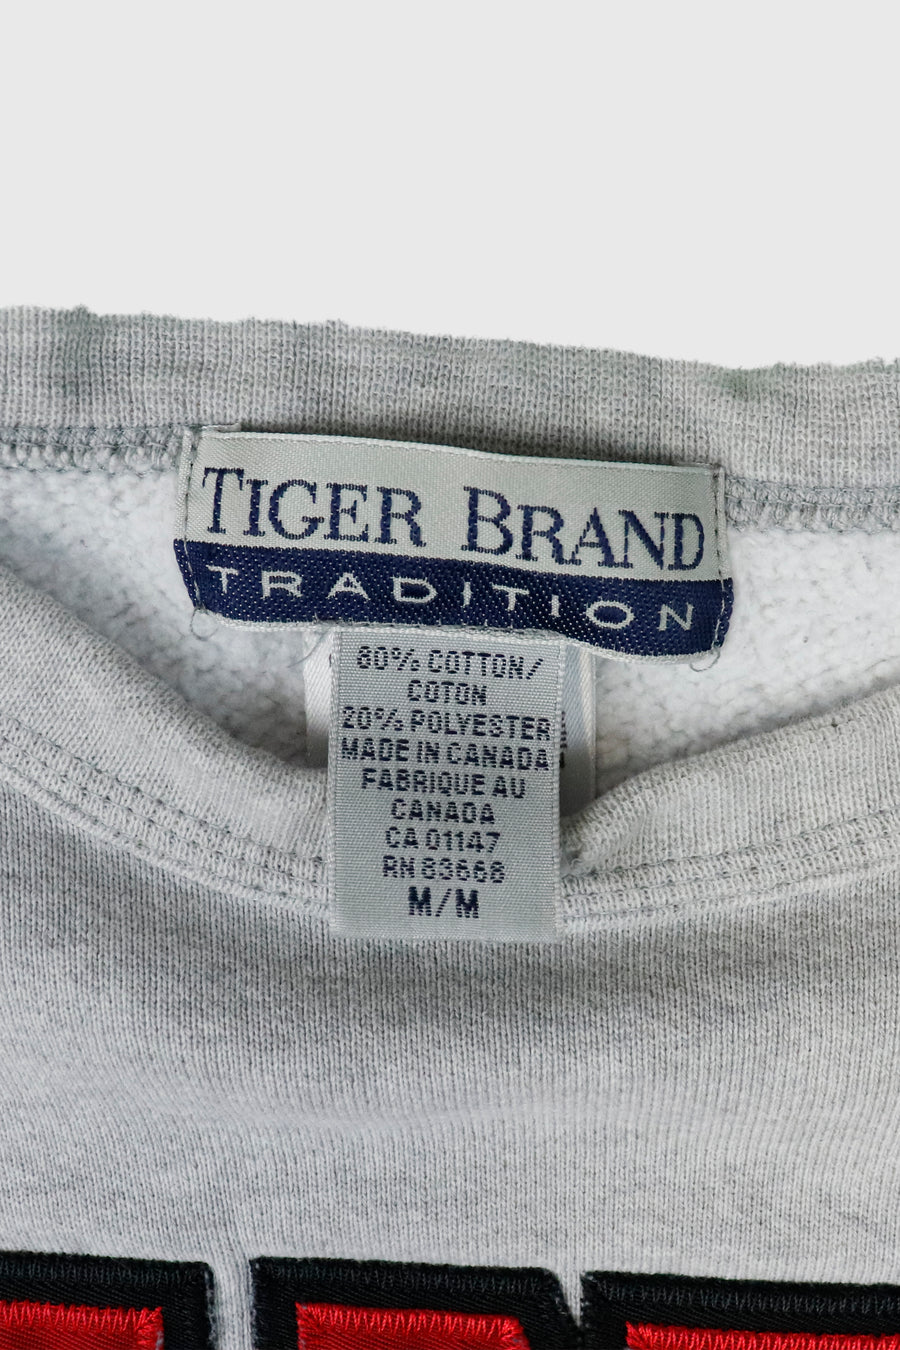 TIGER BRAND
TRADITION
80% COTTON/
COTON
20% POLYESTER
MADE IN CANADA
FABRIQUE AU
CANADA
CA 01147
RN 83668
M/M